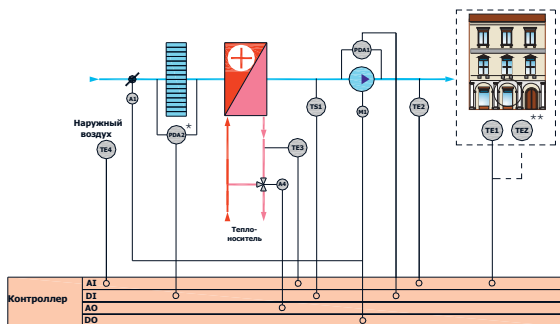 PDA1
A1
TS1
M1
TE2
**
TE1
TEZ
Наружный
воздух
*
PDA2
TE4
TE3
A4
Тепло-
носитель
Контроллер
AI
DI
AO
DO